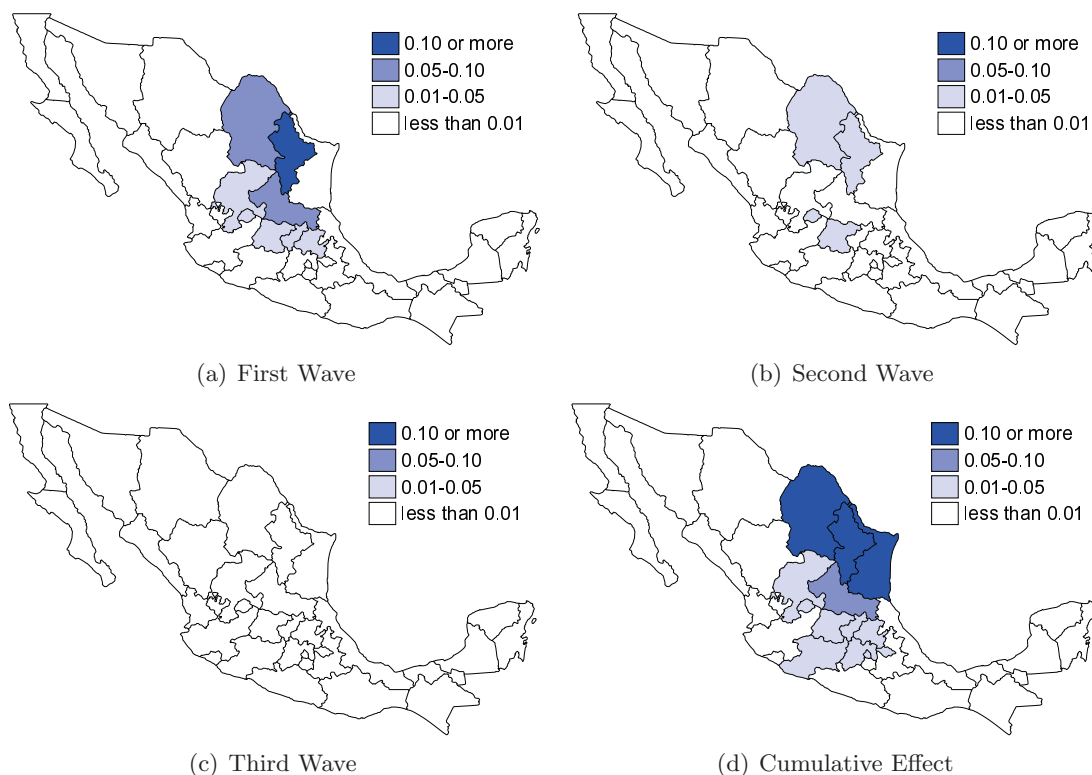 0.10 or more
0.05-0.10
0.01-0.05
less than 0.01
0.10 or more
0.05-0.10
0.01-0.05
less than 0.01
(a) First Wave
(b) Second Wave
0.10 or more
0.05-0.10
0.01-0.05
less than 0.01
0.10 or more
0.05-0.10
0.01-0.05
less than 0.01
(c) Third Wave
(d) Cumulative Effect